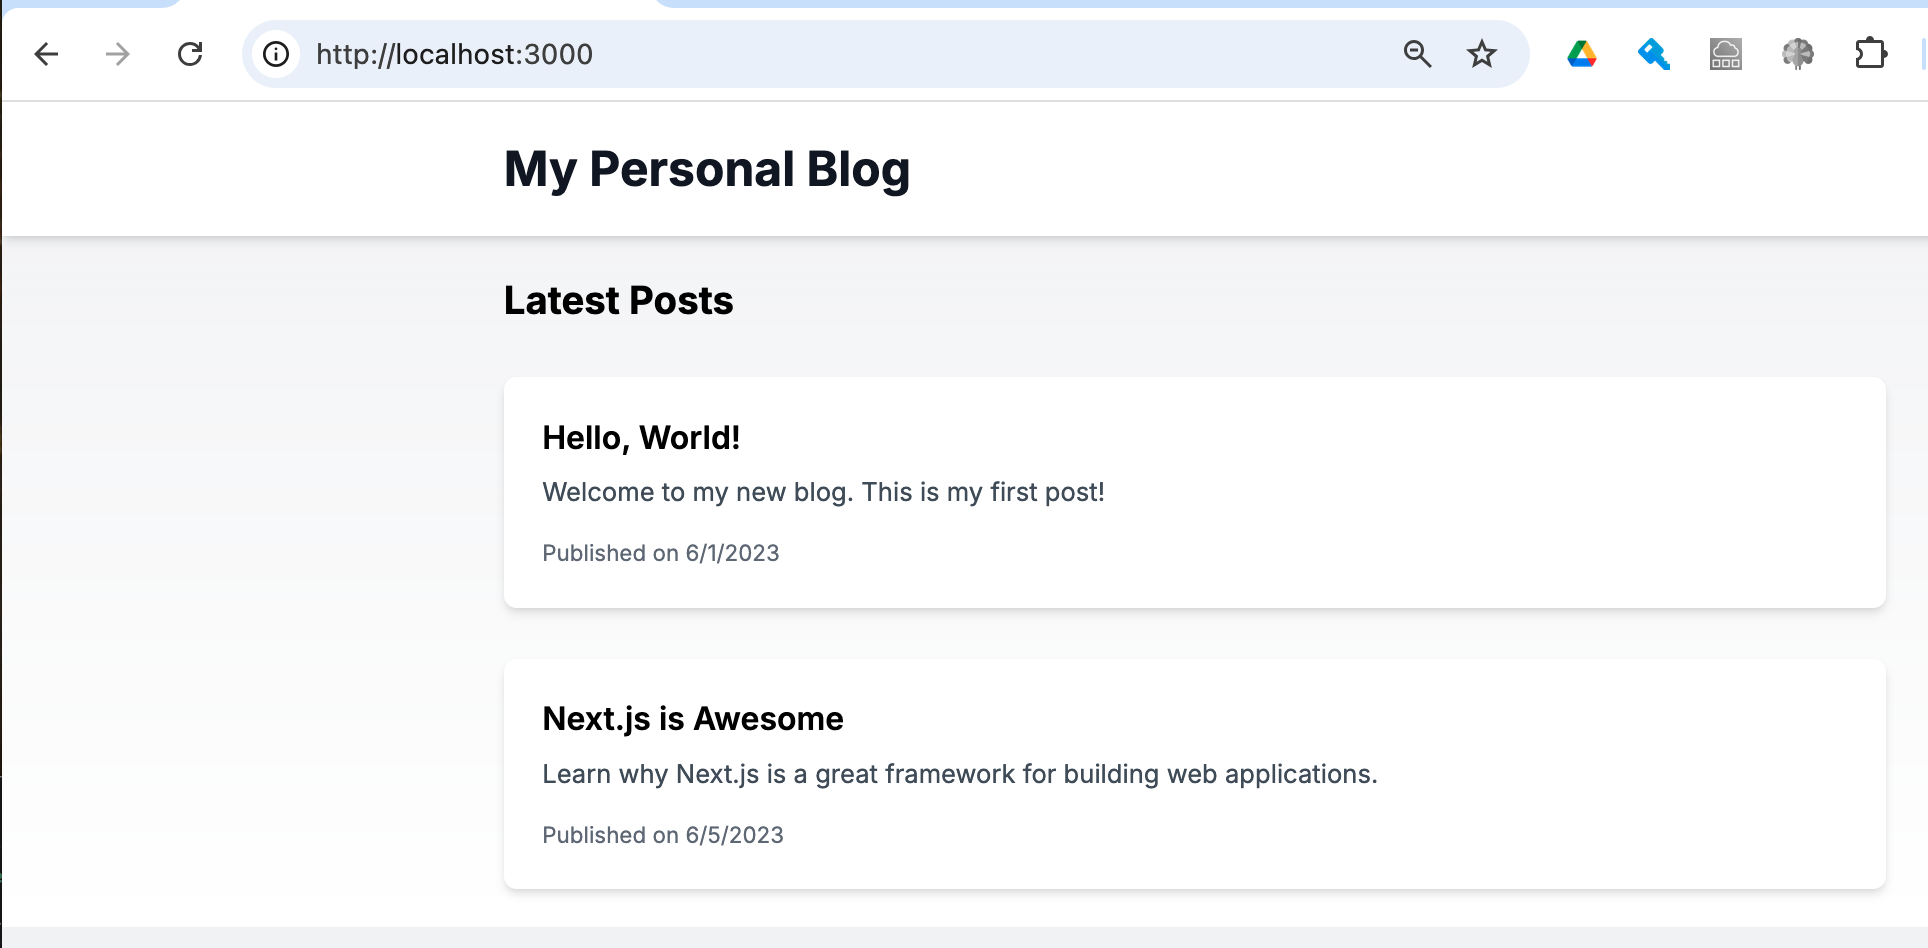 http://localhost:3000
My Personal Blog
Latest Posts
Hello, World!
Welcome to my new blog. This is my first post!
Published on 6/1/2023
Next.js is Awesome
Learn why Next.js is a great framework for building web applications.
Published on 6/5/2023